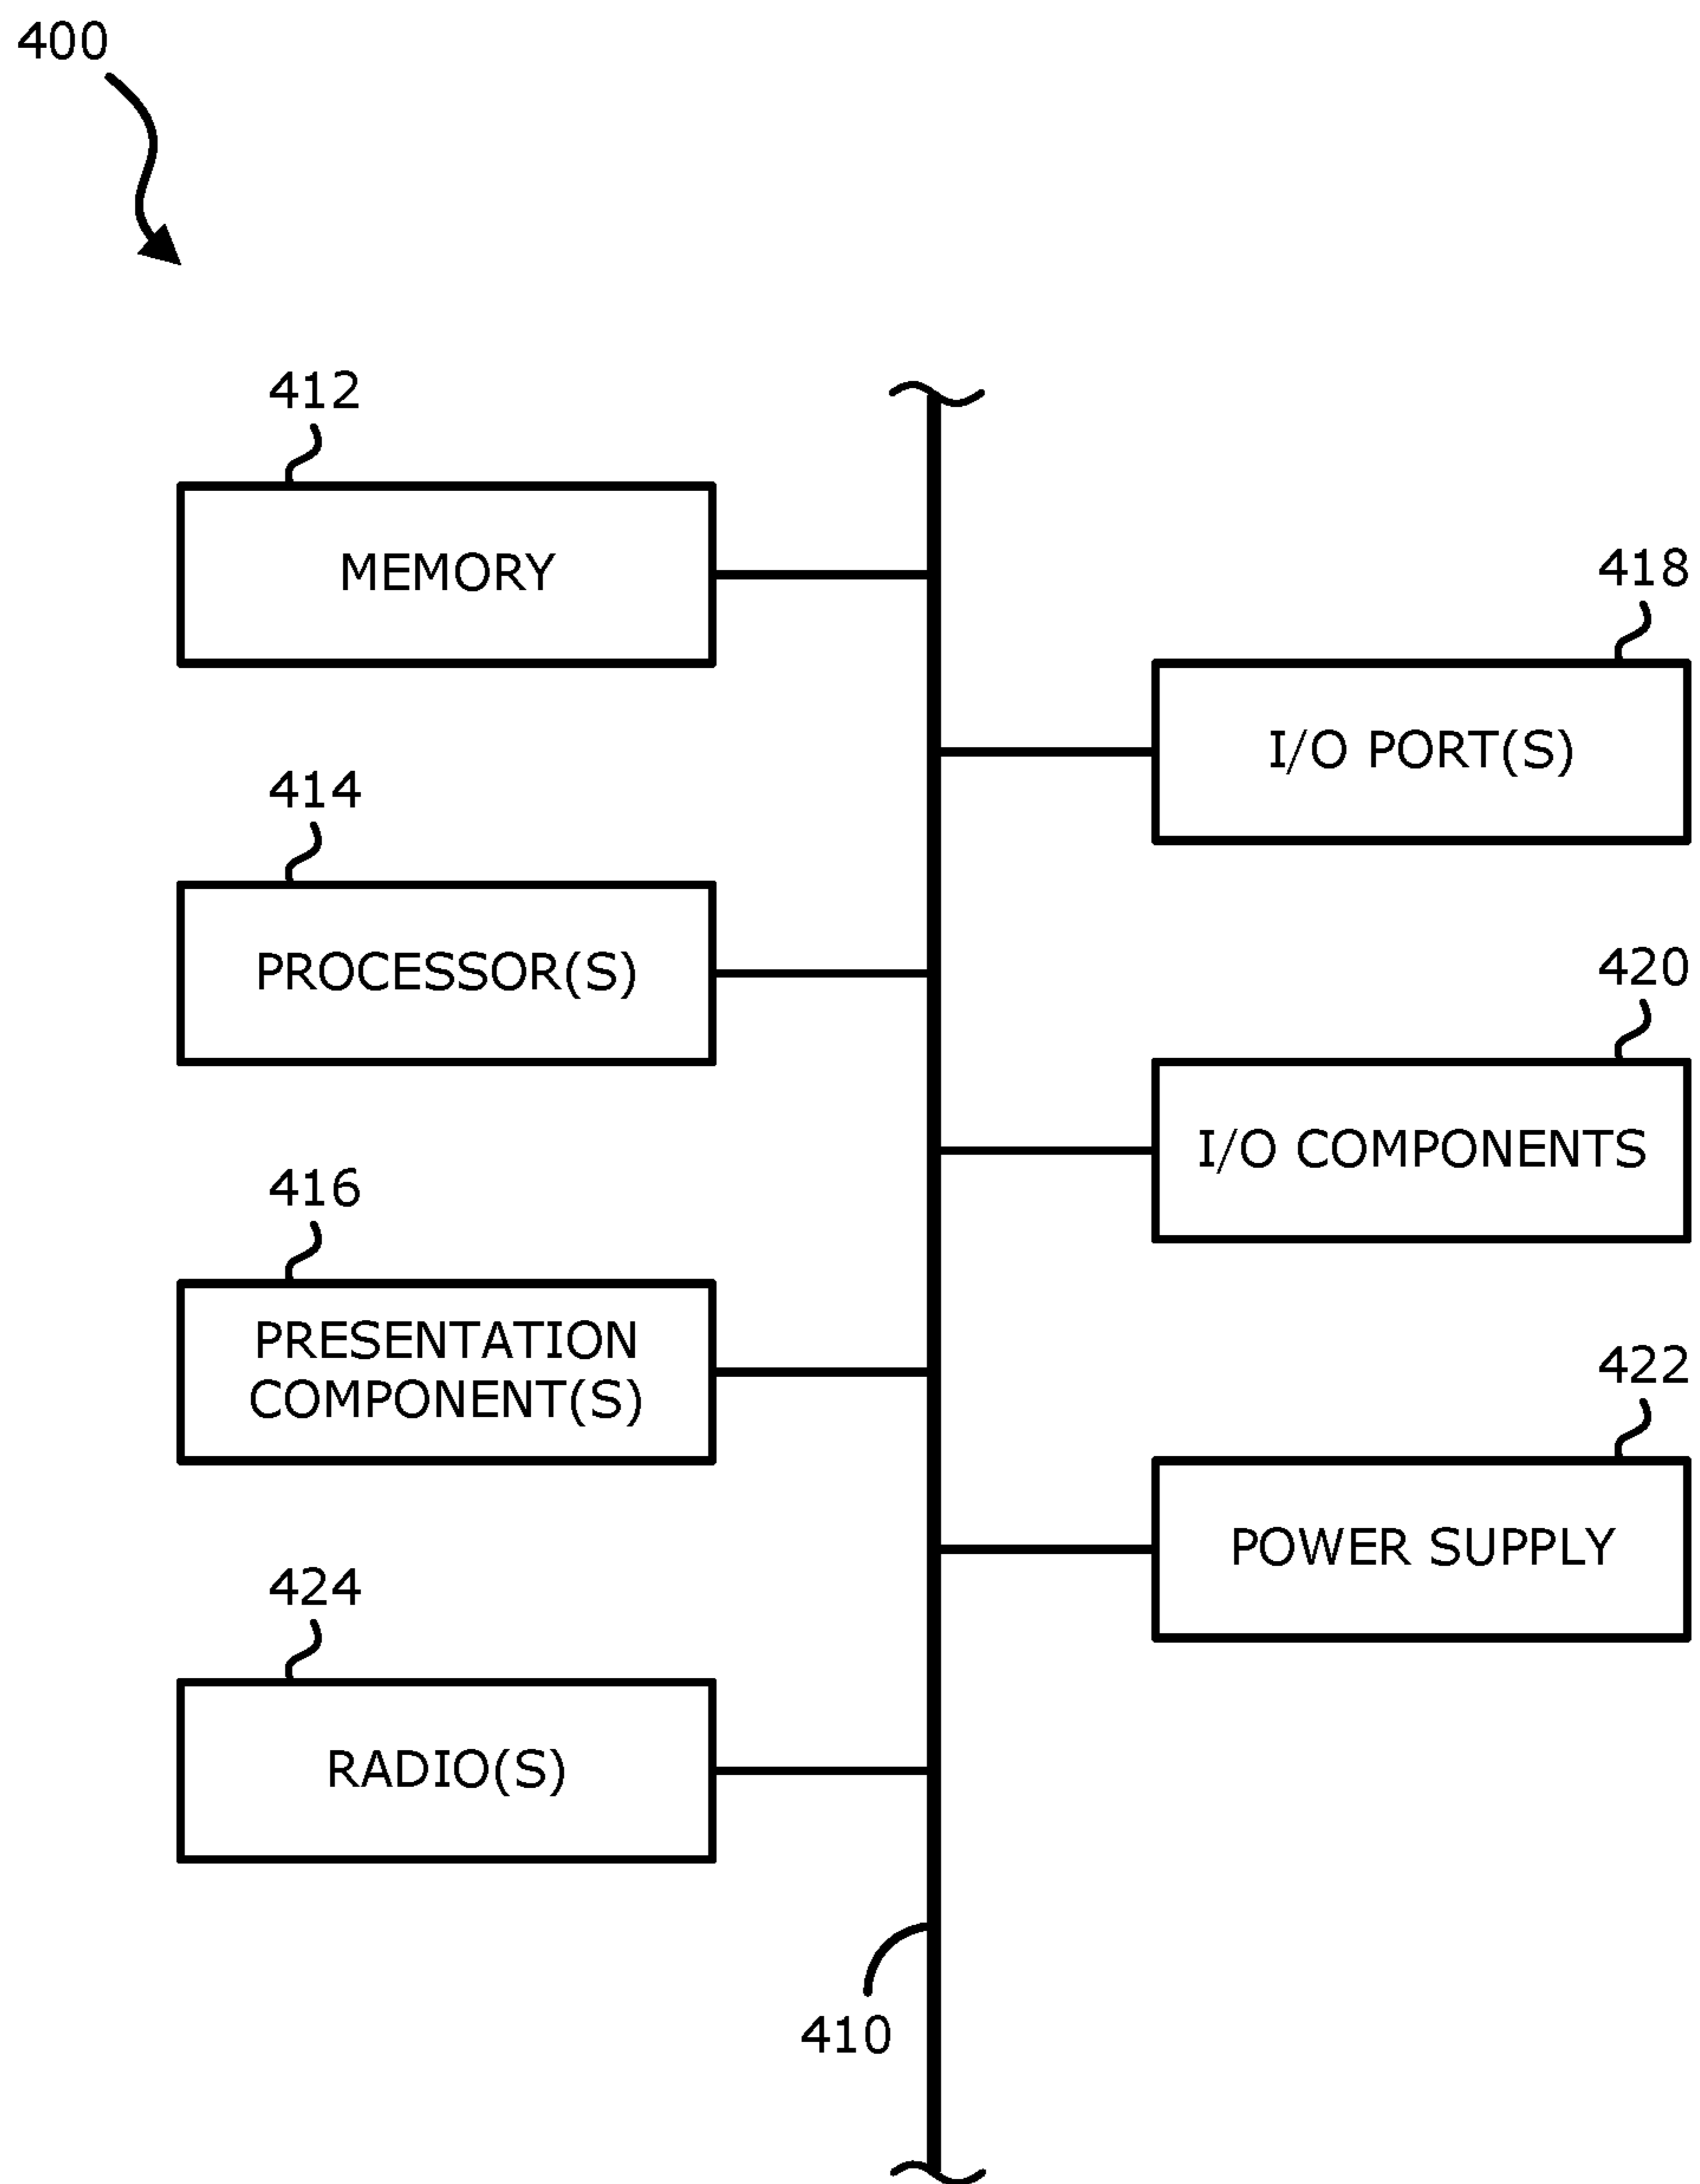 400
412
MEMORY
418
I/O PORT(S)
414
PROCESSOR(S)
420
I/O COMPONENTS
416
PRESENTATION
COMPONENT(S)
422
POWER SUPPLY
424
RADIO(S)
410